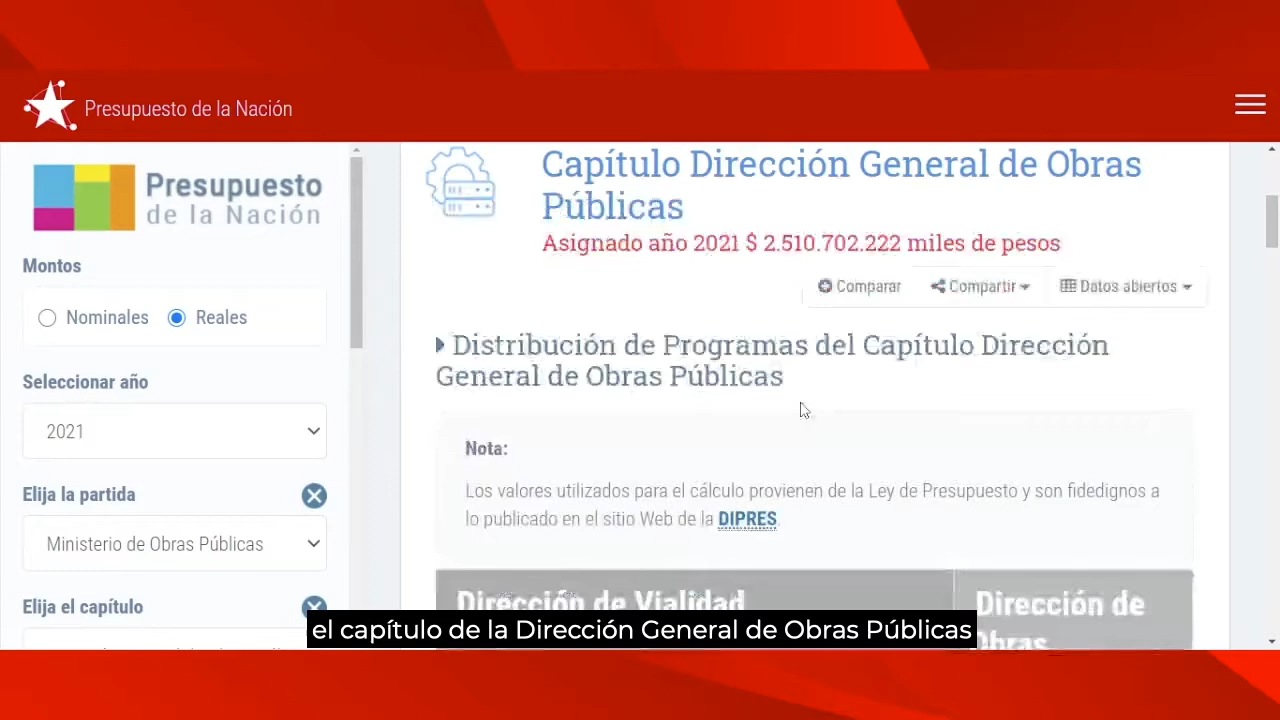 Presupuesto de la Nación
Presupuesto
de la Nación
Montos
Nominales
Reales
Seleccionar año
2021
Elija la partida
Ministerio de Obras Públicas
Elija el capítulo
Capítulo Dirección General de Obras
Públicas
Asignado año 2021 $ 2.510.702.222 miles de pesos
Comparar
Compartir
Datos abiertos
Distribución de Programas del Capítulo Dirección
General de Obras Públicas
Nota:
Los valores utilizados para el cálculo provienen de la Ley de Presupuesto y son fidedignos a
lo publicado en el sitio Web de la DIPRES
Dirección de Vialidad
Dirección de
Obras
el capítulo de la Dirección General de Obras Públicas